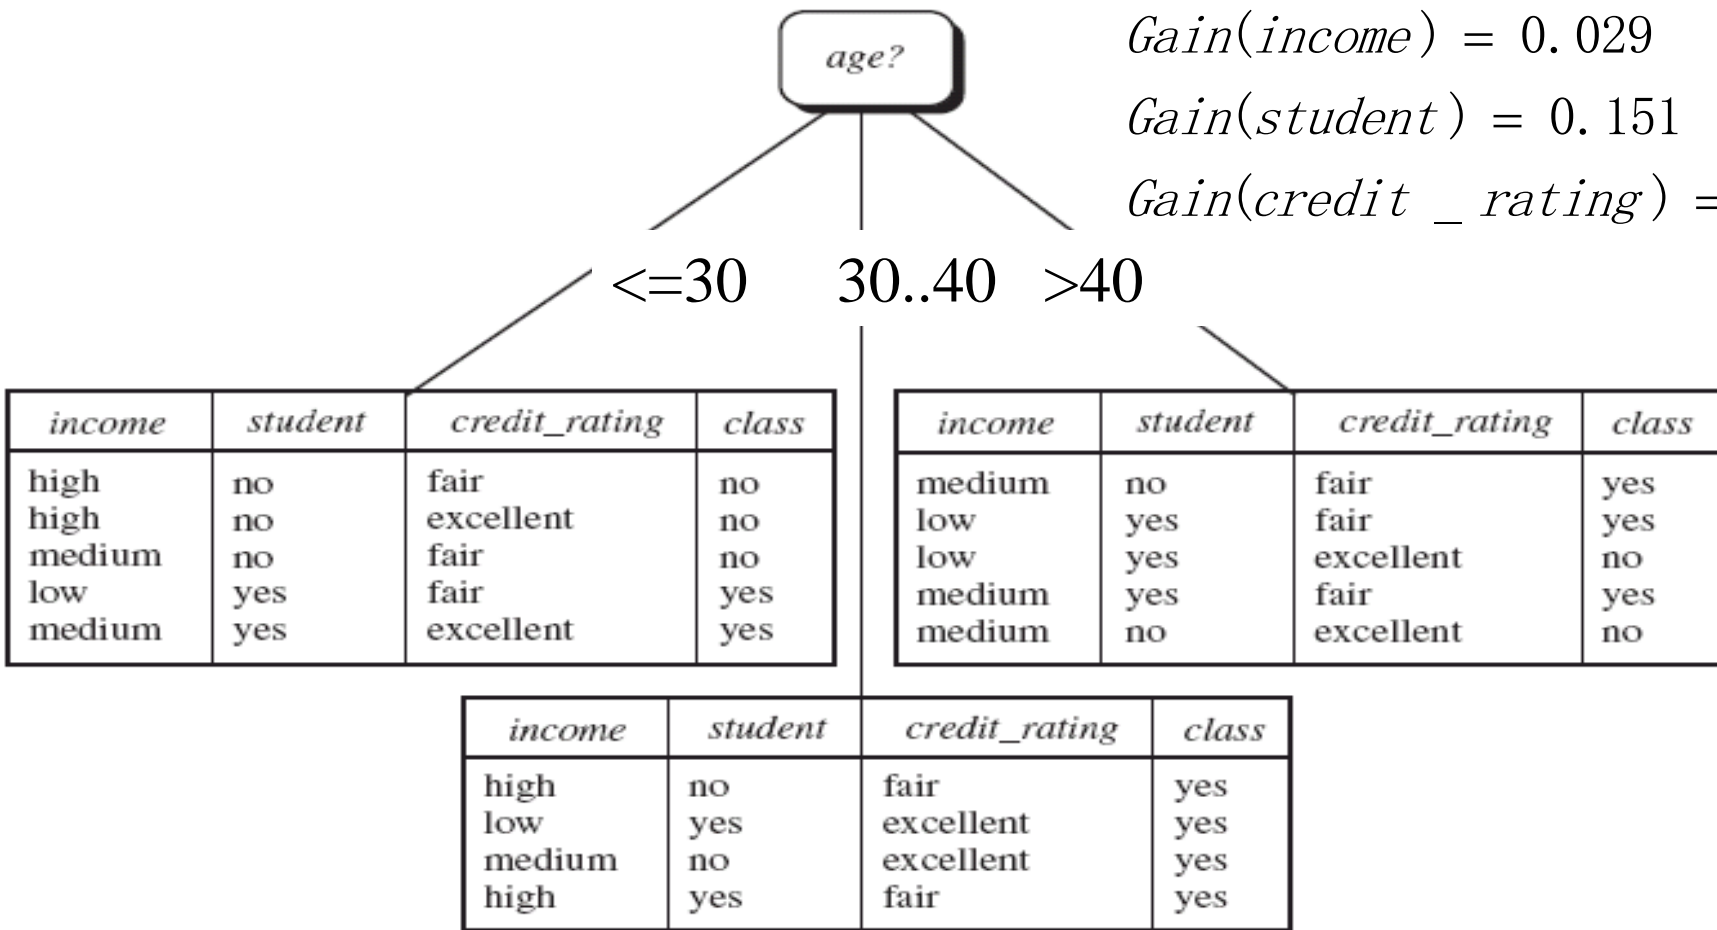 age?
Gain(income) = 0.029
Gain(student) = 0.151
Gain(credit _ rating) =
<=30 30..40 >40
income student credit_rating class
high no fair no
high no excellent no
medium no fair no
low yes fair yes
medium yes excellent yes
income student credit_rating class
medium no fair yes
low yes fair yes
low yes excellent no
medium yes fair yes
medium no excellent no
income student credit_rating class
high no fair yes
low yes excellent yes
medium no excellent yes
high yes fair yes